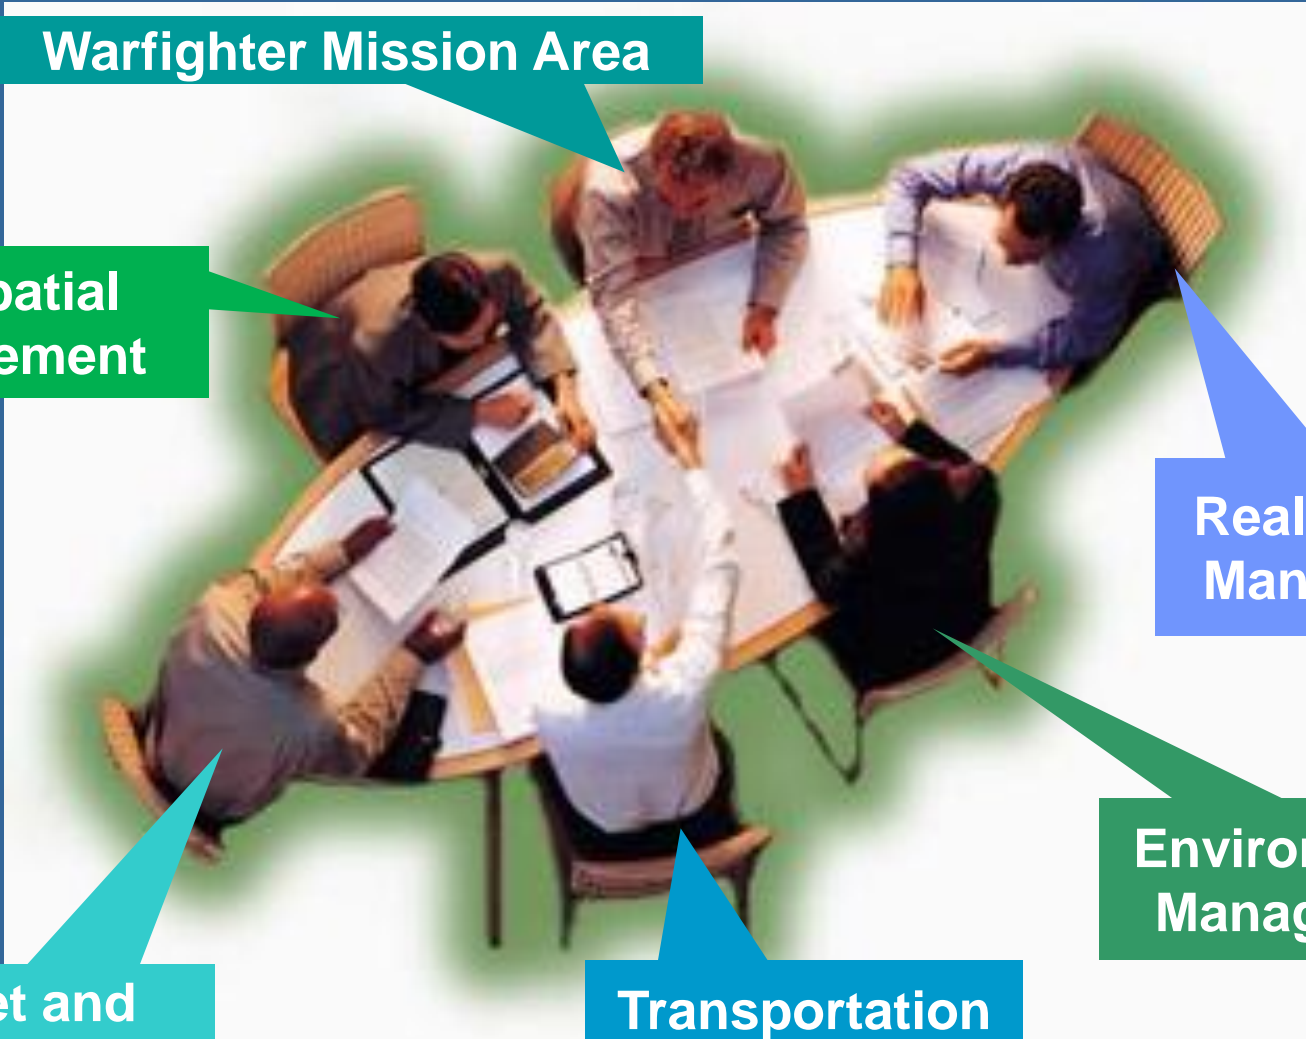 Warfighter Mission Area
patial
ement
Real
Man
Enviro
Manag
et and
Transportation